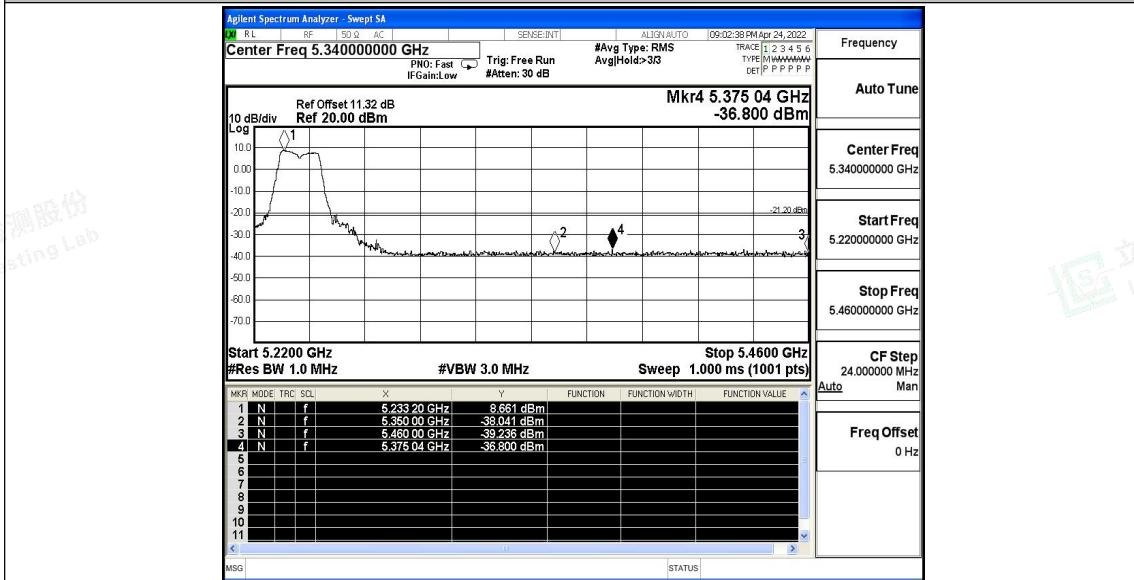 Agilent Spectrum Analyzer - Swept SA
LXI RL RF 50 Ω AC SENSE:INT ALIGNAUTO 09:02:38 PM Apr 24, 2022
Center Freq 5.340000000 GHz #Avg Type: RMS TRACE 1 2 3 4 5 6 Frequency
PNO: Fast Trig: Free Run Avg|Hold:>3/3 TYPE MWWWWW
IFGain:Low #Atten: 30 dB DET P P P P P P
Auto Tune
Mkr4 5.375 04 GHz
Ref Offset 11.32 dB
10 dB/div Ref 20.00 dBm -36.800 dBm
Log
10.0
0.00
-10.0
-20.0
-30.0
-40.0
-50.0
-60.0
-70.0
1
2
4
3
-21.20 dBm
Center Freq
5.340000000 GHz
Start Freq
5.220000000 GHz
Stop Freq
5.460000000 GHz
Start 5.2200 GHz Stop 5.4600 GHz
#Res BW 1.0 MHz #VBW 3.0 MHz Sweep 1.000 ms (1001 pts)
CF Step
24.000000 MHz
Auto Man
Freq Offset
0 Hz
MKR MODE TRC SCL X Y FUNCTION FUNCTION WIDTH FUNCTION VALUE
1 N f 5.233 20 GHz 8.661 dBm
2 N f 5.350 00 GHz -38.041 dBm
3 N f 5.460 00 GHz -39.236 dBm
4 N f 5.375 04 GHz -36.800 dBm
5
6
7
8
9
10
11
MSG STATUS
测股份
sting Lab
立